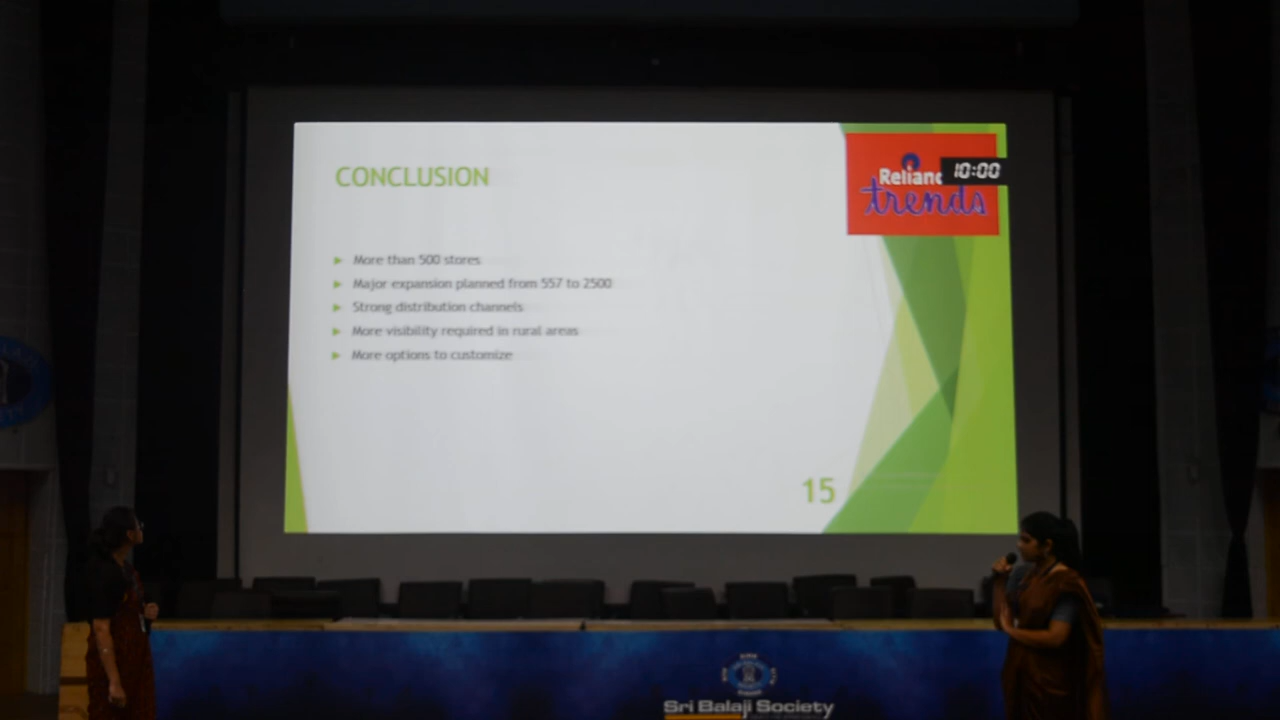 CONCLUSION
Relianc
10:00
trends
More than 500 stores
Major expansion planned from 557 to 2500
Strong distribution channels
More visibility required in rural areas
More options to customize
15
Sri Balaji Society